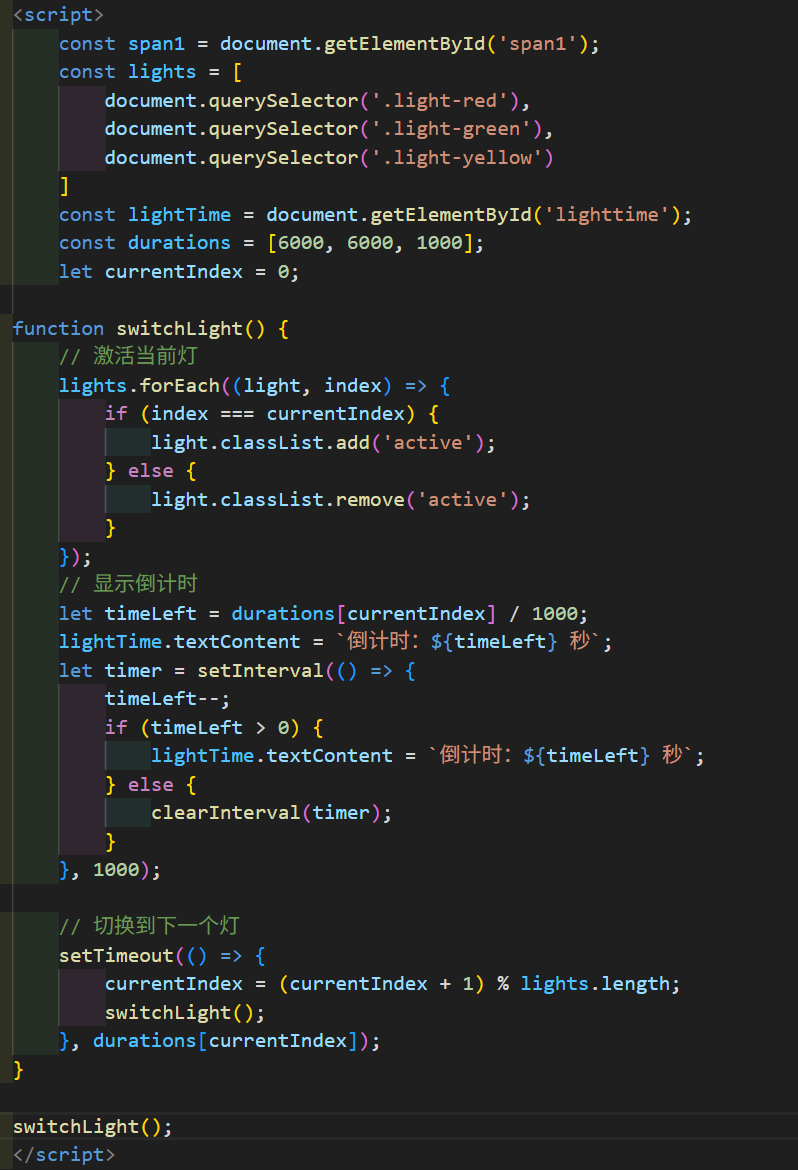 <script>
const span1 = document.getElementById('span1');
const lights = [
document.querySelector('.light-red'),
document.querySelector('.light-green'),
document.querySelector('.light-yellow')
]
const lightTime = document.getElementById('lighttime');
const durations = [6000, 6000, 1000];
let currentIndex = 0;
function switchLight() {
// 激活当前灯
lights.forEach((light, index) => {
if (index === currentIndex) {
light.classList.add('active');
} else {
light.classList.remove('active');
}
});
// 显示倒计时
let timeLeft = durations[currentIndex] / 1000;
lightTime.textContent = `倒计时: ${timeLeft} 秒`;
let timer = setInterval(() => {
timeLeft--;
if (timeLeft > 0) {
lightTime.textContent = `倒计时: ${timeLeft} 秒`;
} else {
clearInterval(timer);
}
}, 1000);
// 切换到下一个灯
setTimeout(() => {
currentIndex = (currentIndex + 1) % lights.length;
switchLight();
}, durations[currentIndex]);
}
switchLight();
</script>